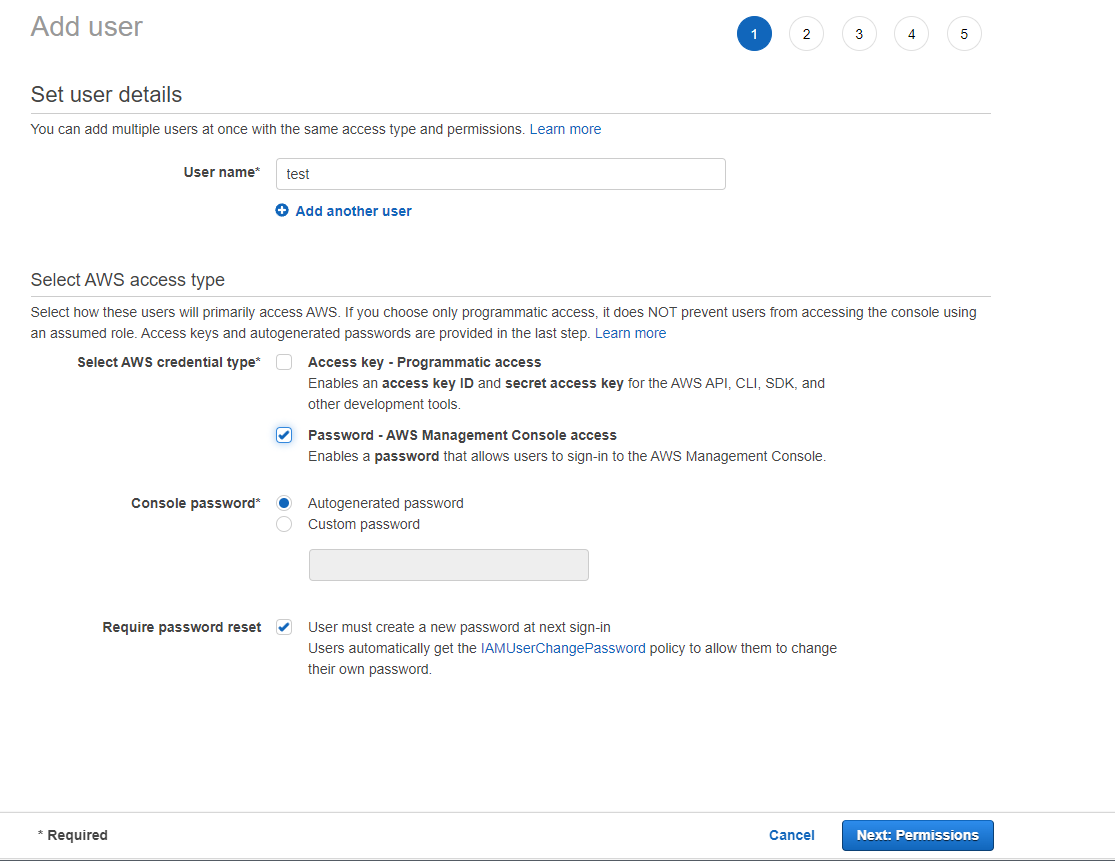 Add user
1 2 3 4 5
Set user details
You can add multiple users at once with the same access type and permissions. Learn more
User name* test
Add another user
Select AWS access type
Select how these users will primarily access AWS. If you choose only programmatic access, it does NOT prevent users from accessing the console using
an assumed role. Access keys and autogenerated passwords are provided in the last step. Learn more
Select AWS credential type* Access key - Programmatic access
Enables an access key ID and secret access key for the AWS API, CLI, SDK, and
other development tools.
Password - AWS Management Console access
Enables a password that allows users to sign-in to the AWS Management Console.
Console password* Autogenerated password
Custom password
Require password reset User must create a new password at next sign-in
Users automatically get the IAMUserChangePassword policy to allow them to change
their own password.
* Required Cancel Next: Permissions